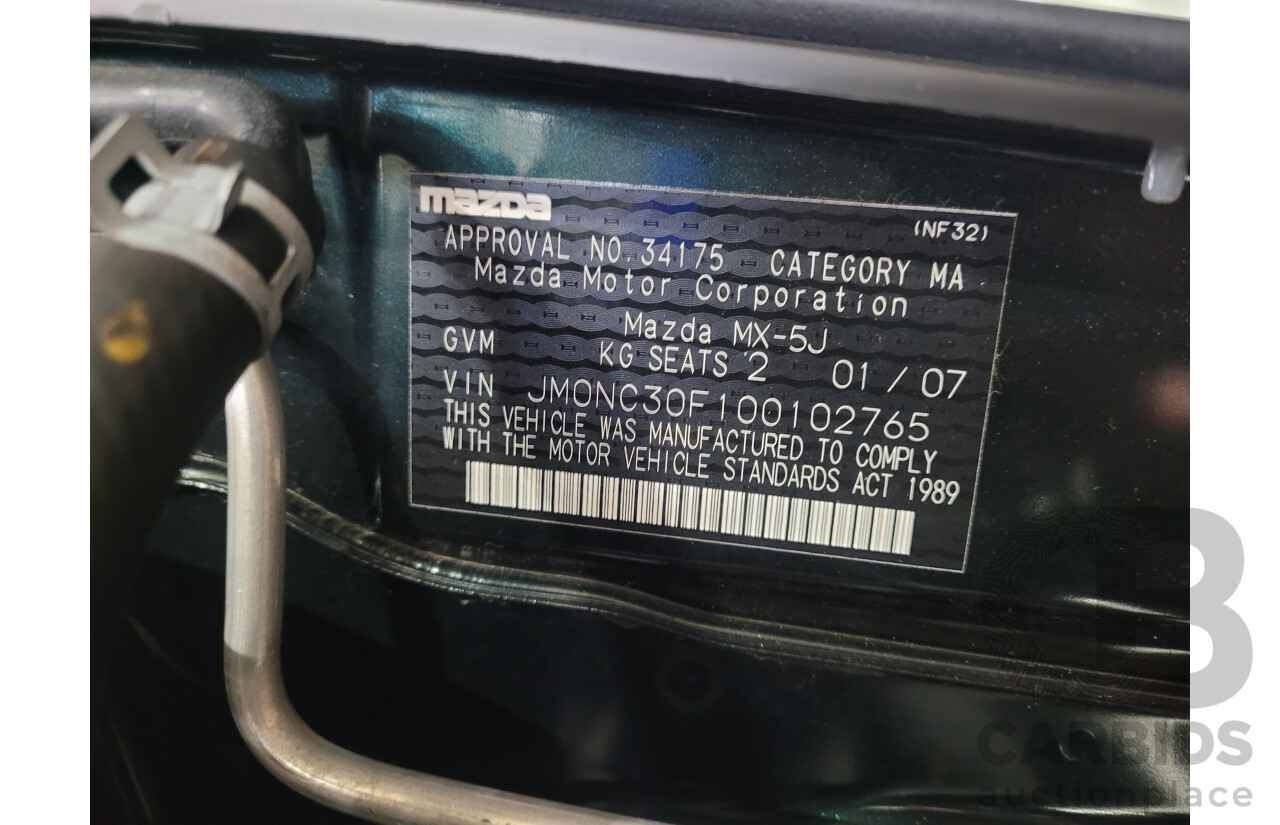 mazda
(NF32)
APPROVAL NO. 34175 CATEGORY MA
Mazda Motor Corporation
Mazda MX-5J
GVM KG SEATS 2 01 / 07
VIN JM0NC30F100102765
THIS VEHICLE WAS MANUFACTURED TO COMPLY
WITH THE MOTOR VEHICLE STANDARDS ACT 1989
CARBIDS
auctionplace